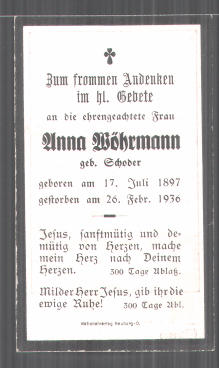 Zum frommen Andenken
im hl. Gebete
an die ehrengeachtete Frau
Anna Wöhrmann
geb. Schoder
geboren am 17. Juli 1897
gestorben am 26. Febr. 1936
Jesus, sanftmütig und de-
mütig von Herzen, mache
mein Herz nach Deinem
Herzen. 300 Tage Ablaß.
Milder Herr Jesus, gib ihr die
ewige Ruhe! 300 Tage Abl.
Nationalverlag Neuburg-D.